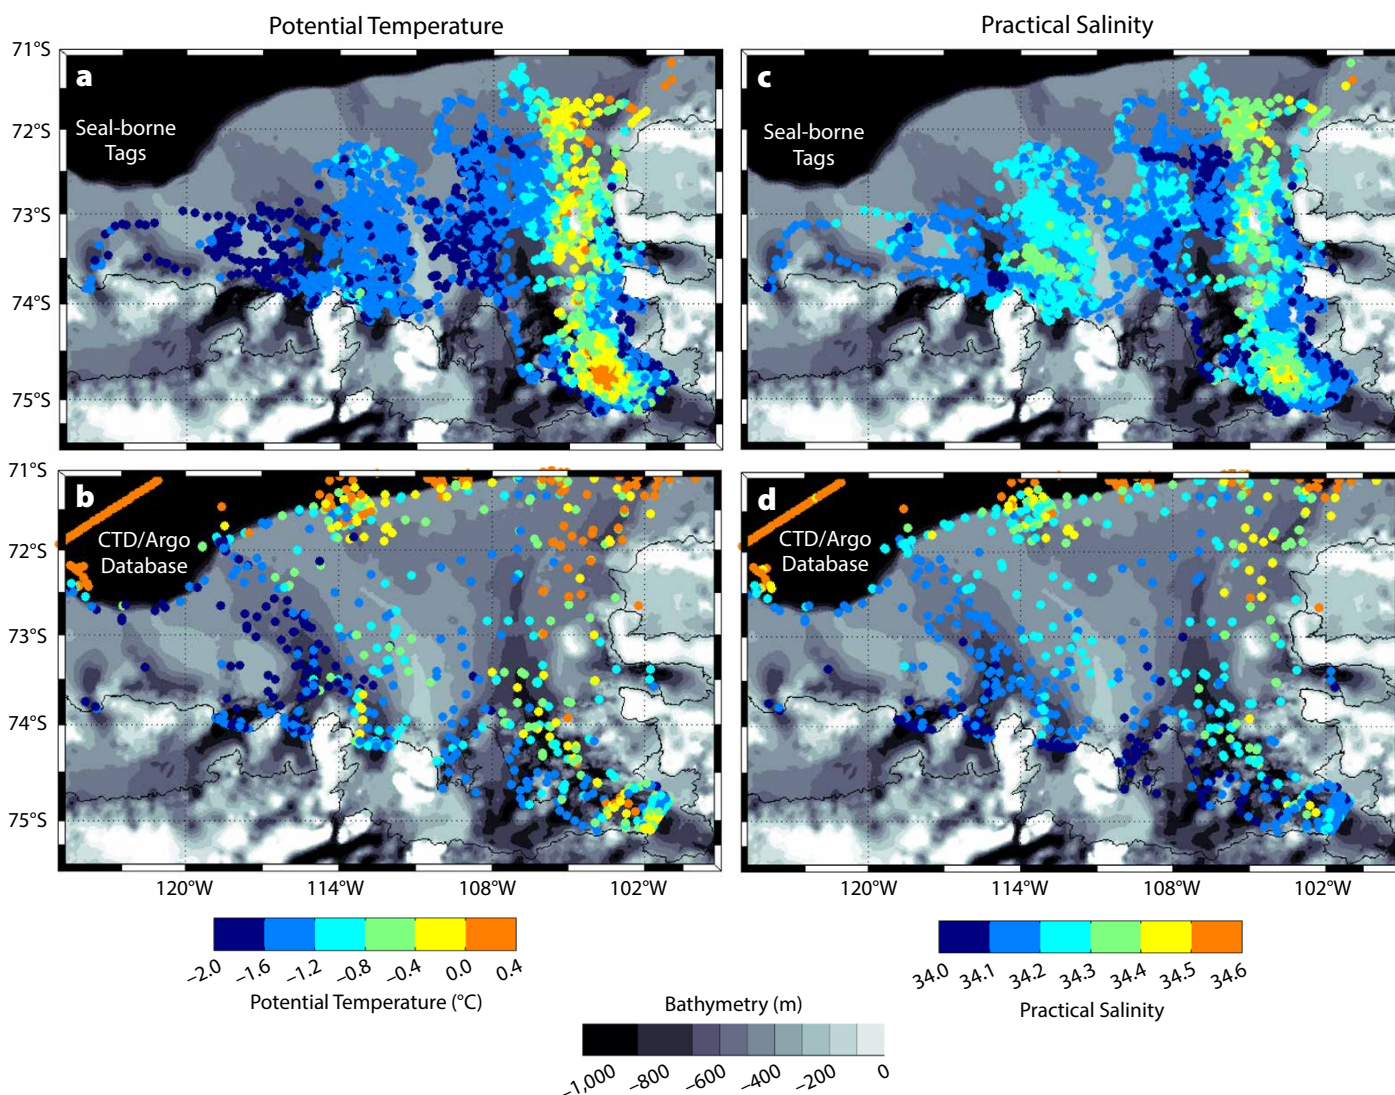 Potential Temperature
Practical Salinity
71°S
72°S
73°S
74°S
75°S
a
Seal-borne
Tags
c
Seal-borne
Tags
71°S
72°S
73°S
74°S
75°S
b
CTD/Argo
Database
d
CTD/Argo
Database
120°W 114°W 108°W 102°W
120°W 114°W 108°W 102°W
–2.0 –1.6 –1.2 –0.8 –0.4 0.0 0.4
Potential Temperature (°C)
34.0 34.1 34.2 34.3 34.4 34.5 34.6
Practical Salinity
Bathymetry (m)
–1,000 –800 –600 –400 –200 0